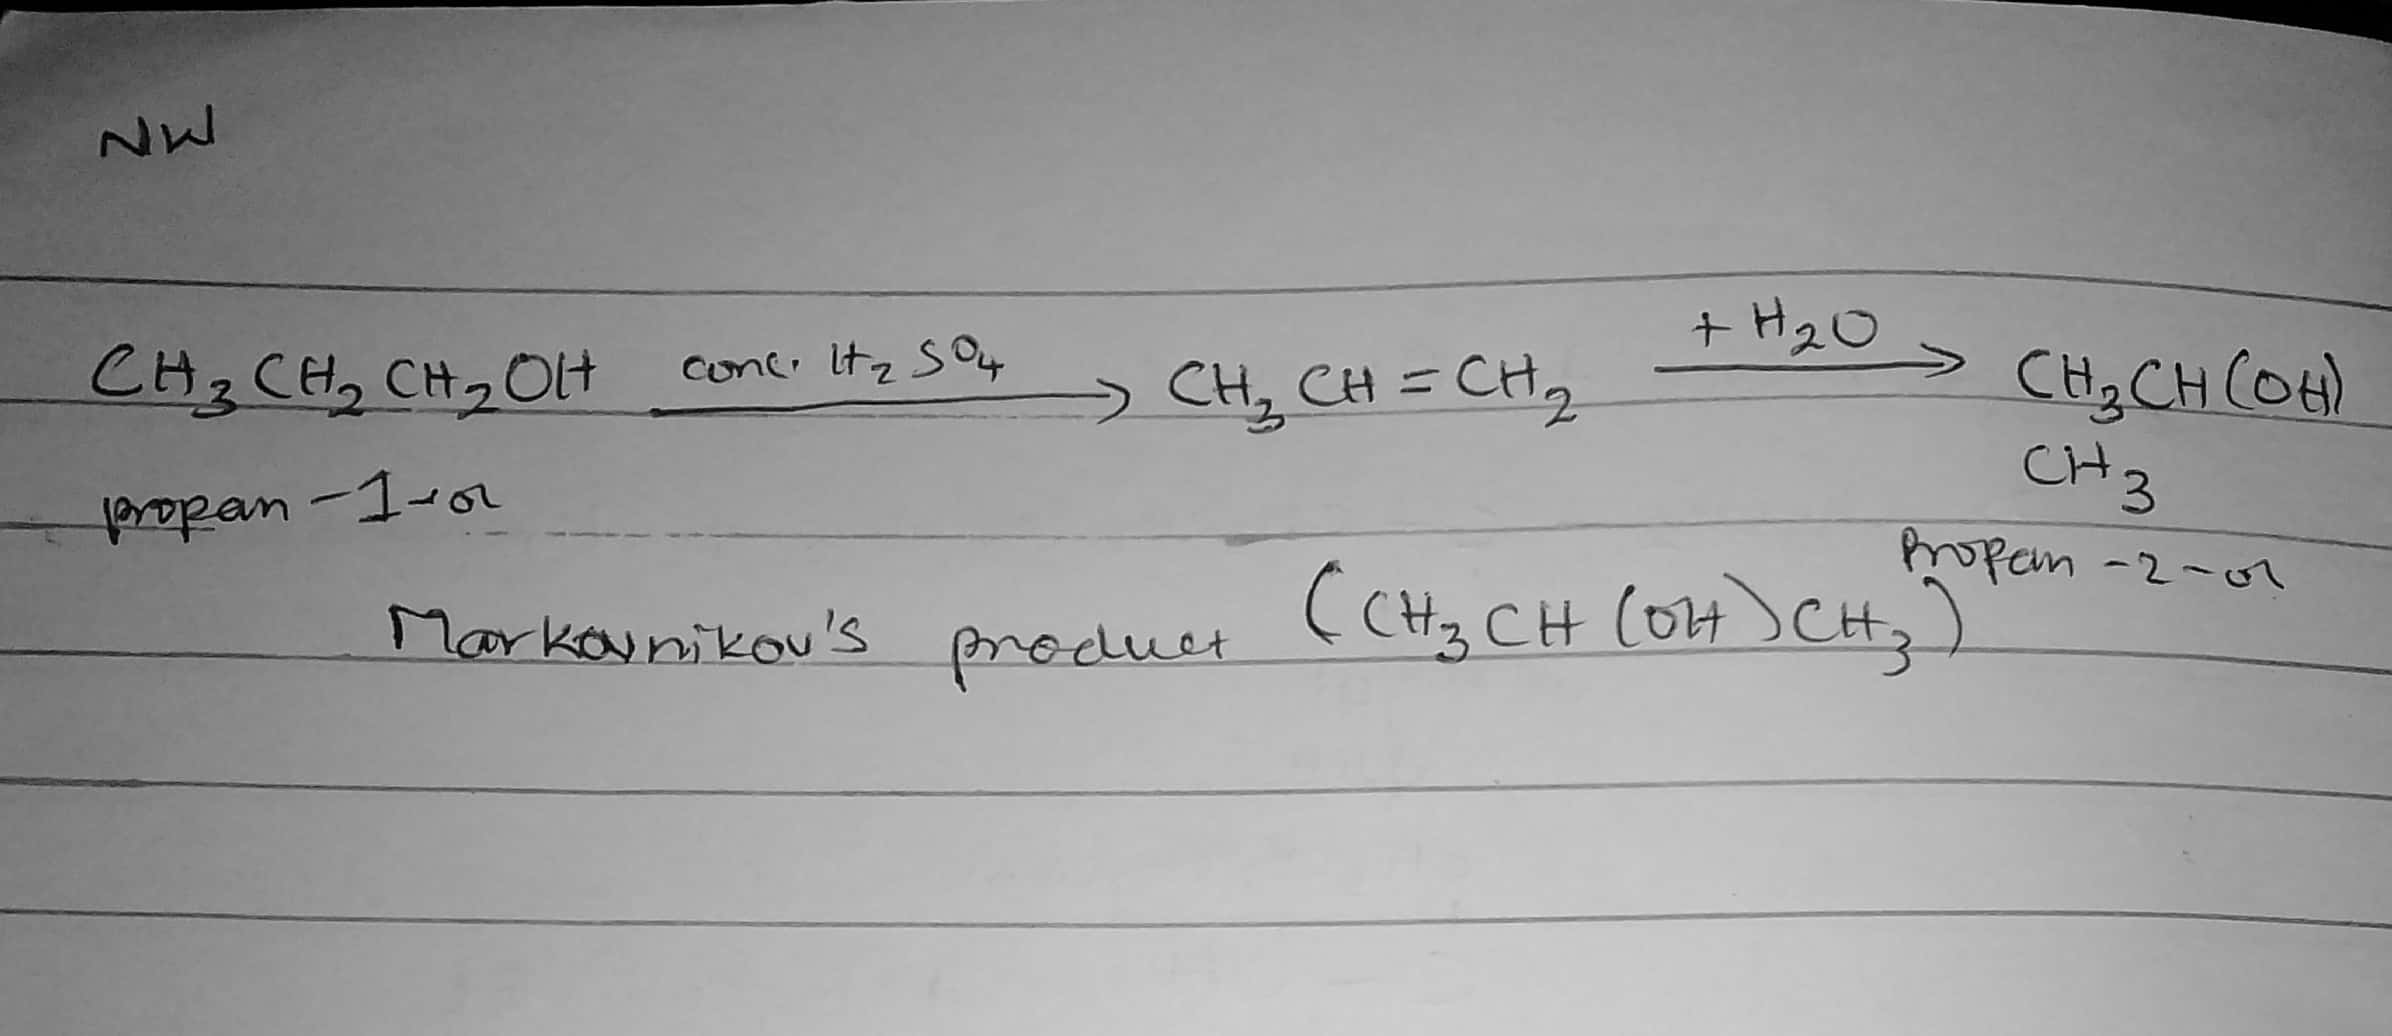 NW
CH3CH2CH2OH conc. H2SO4 → CH3CH=CH2 + H2O → CH3CH(OH)
CH3
propan-1-ol
Propan-2-ol
Markovnikov's product (CH3CH(OH)CH3)